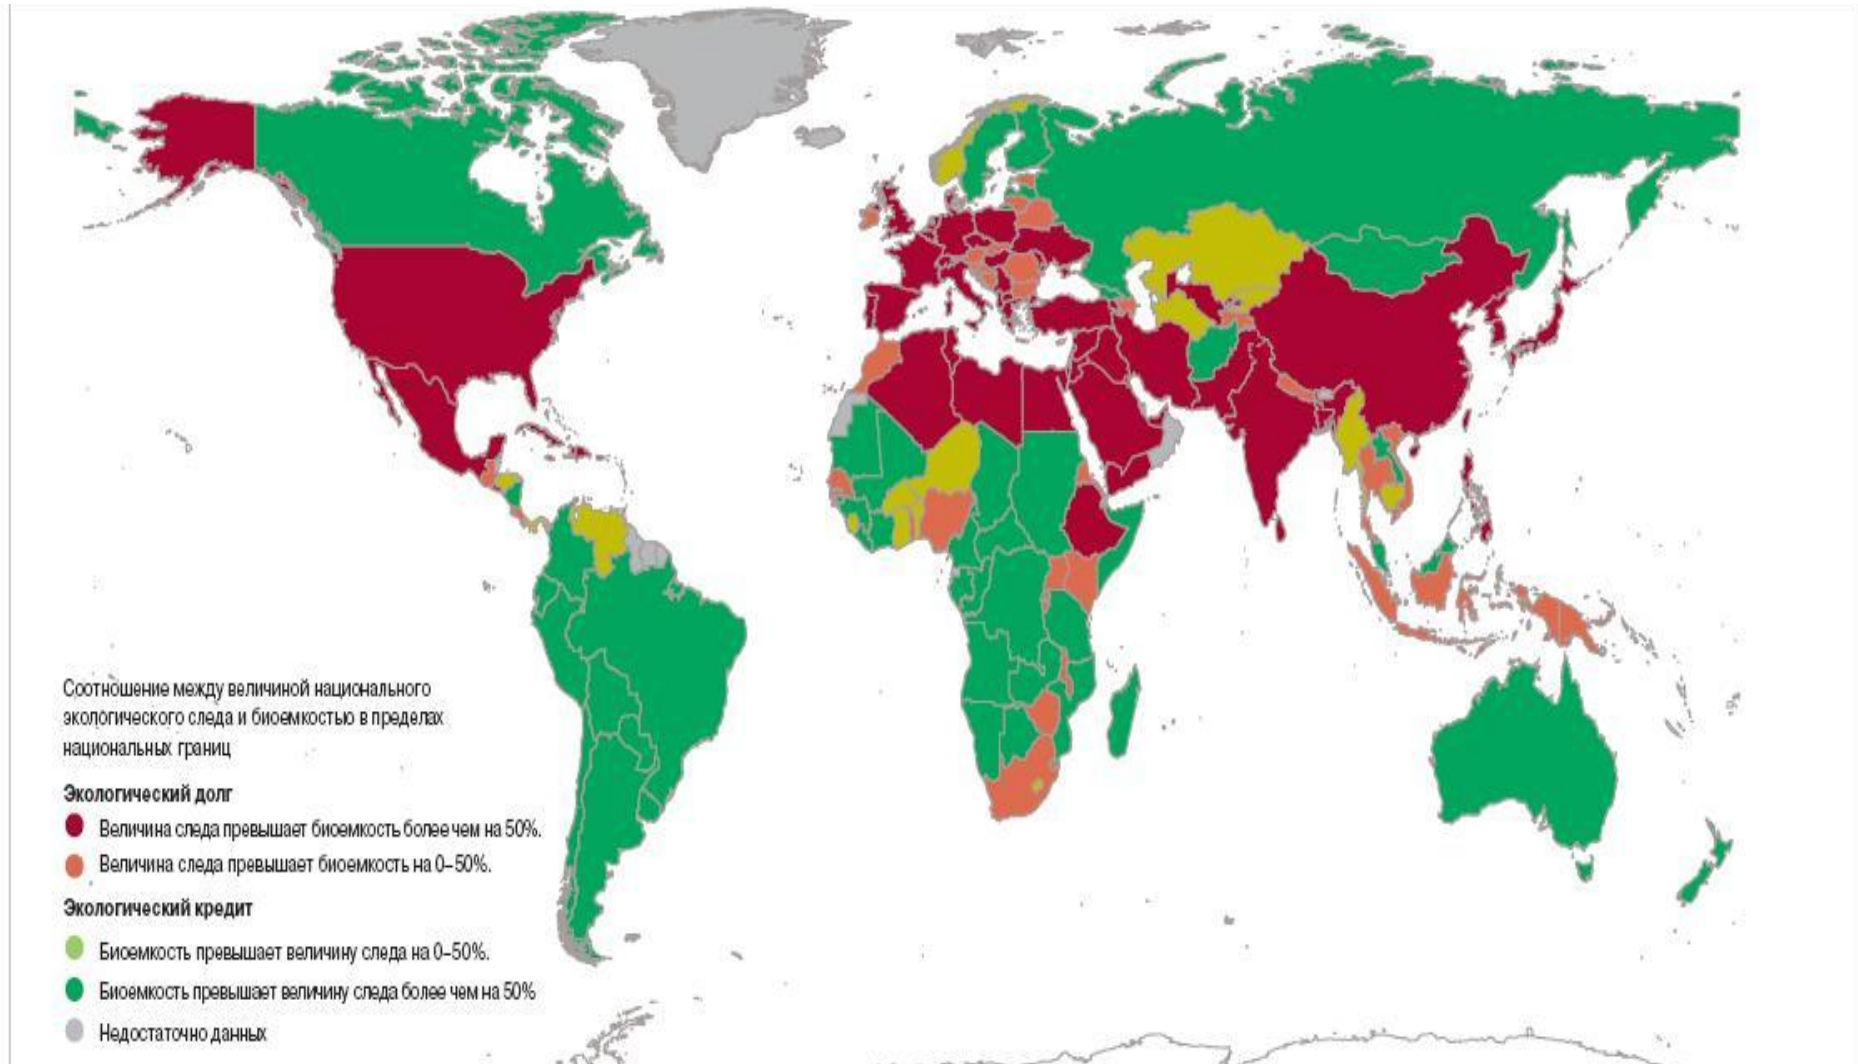 Соотношение между величиной национального
экологического следа и биоемкостью в пределах
национальных границ
Экологический долг
Величина следа превышает биоемкость более чем на 50%.
Величина следа превышает биоемкость на 0–50%.
Экологический кредит
Биоемкость превышает величину следа на 0–50%.
Биоемкость превышает величину следа более чем на 50%
Недостаточно данных